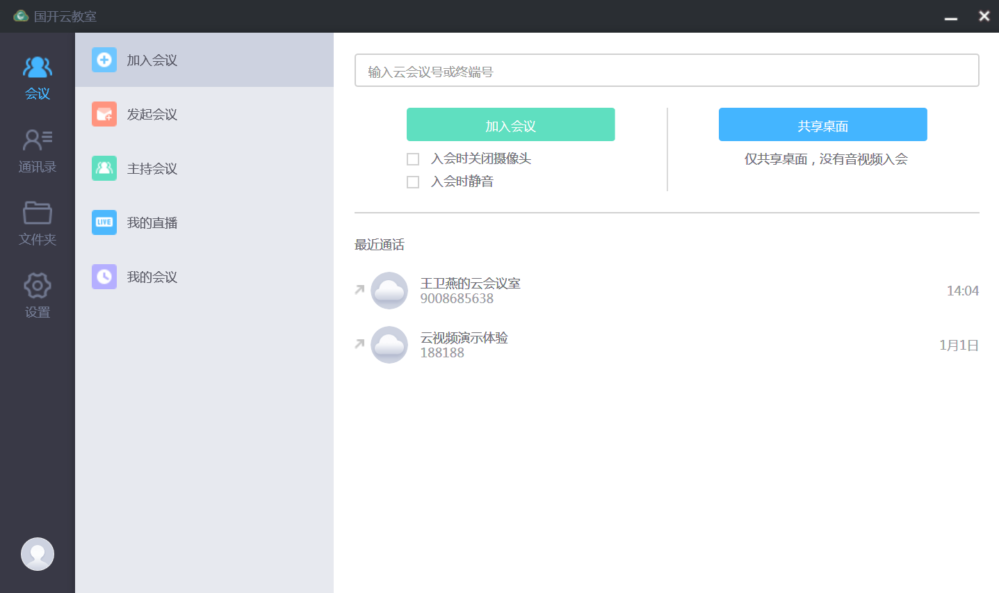 国开云教室
会议
通讯录
文件夹
设置
加入会议
发起会议
主持会议
LIVE
我的直播
我的会议
输入云会议号或终端号
加入会议
入会时关闭摄像头
入会时静音
共享桌面
仅共享桌面，没有音视频入会
最近通话
王卫燕的云会议室
9008685638
14:04
云视频演示体验
188188
1月1日